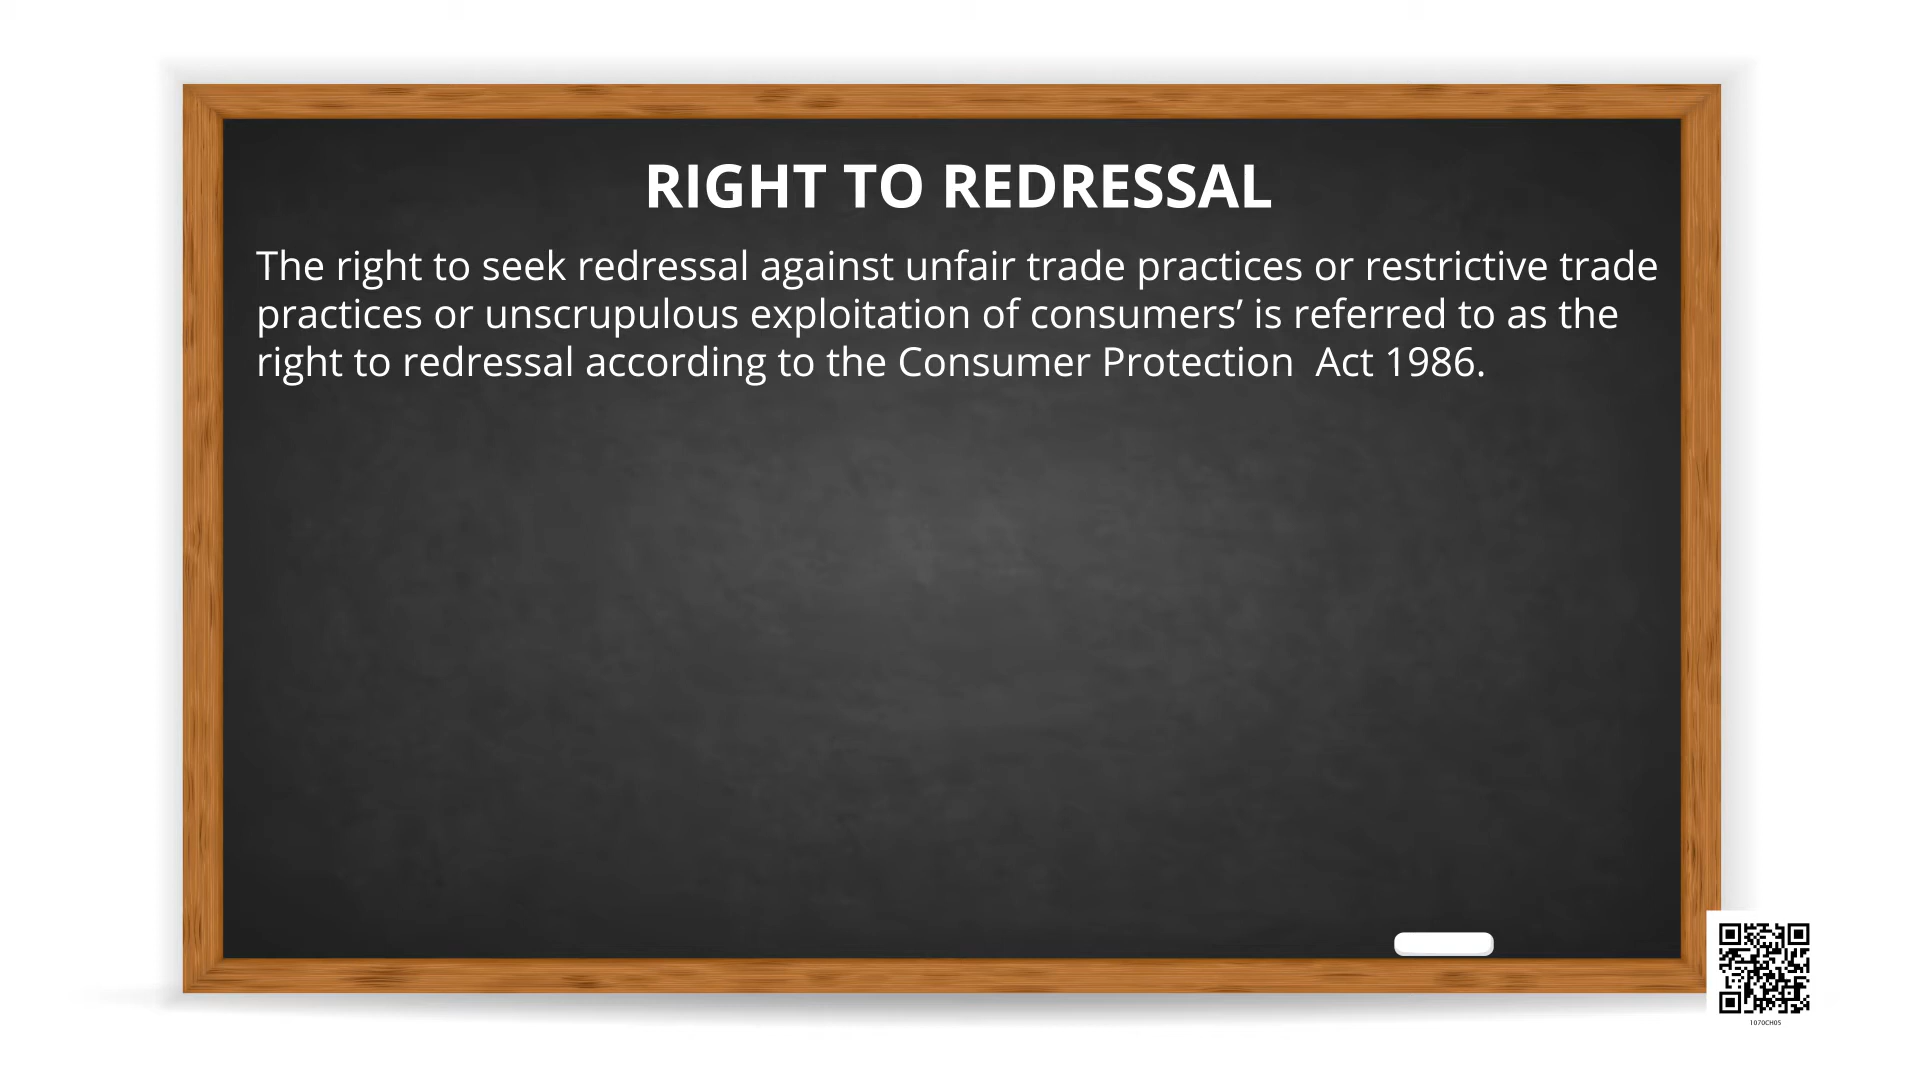 RIGHT TO REDRESSAL
The right to seek redressal against unfair trade practices or restrictive trade
practices or unscrupulous exploitation of consumers’ is referred to as the
right to redressal according to the Consumer Protection  Act 1986.
1070CH05